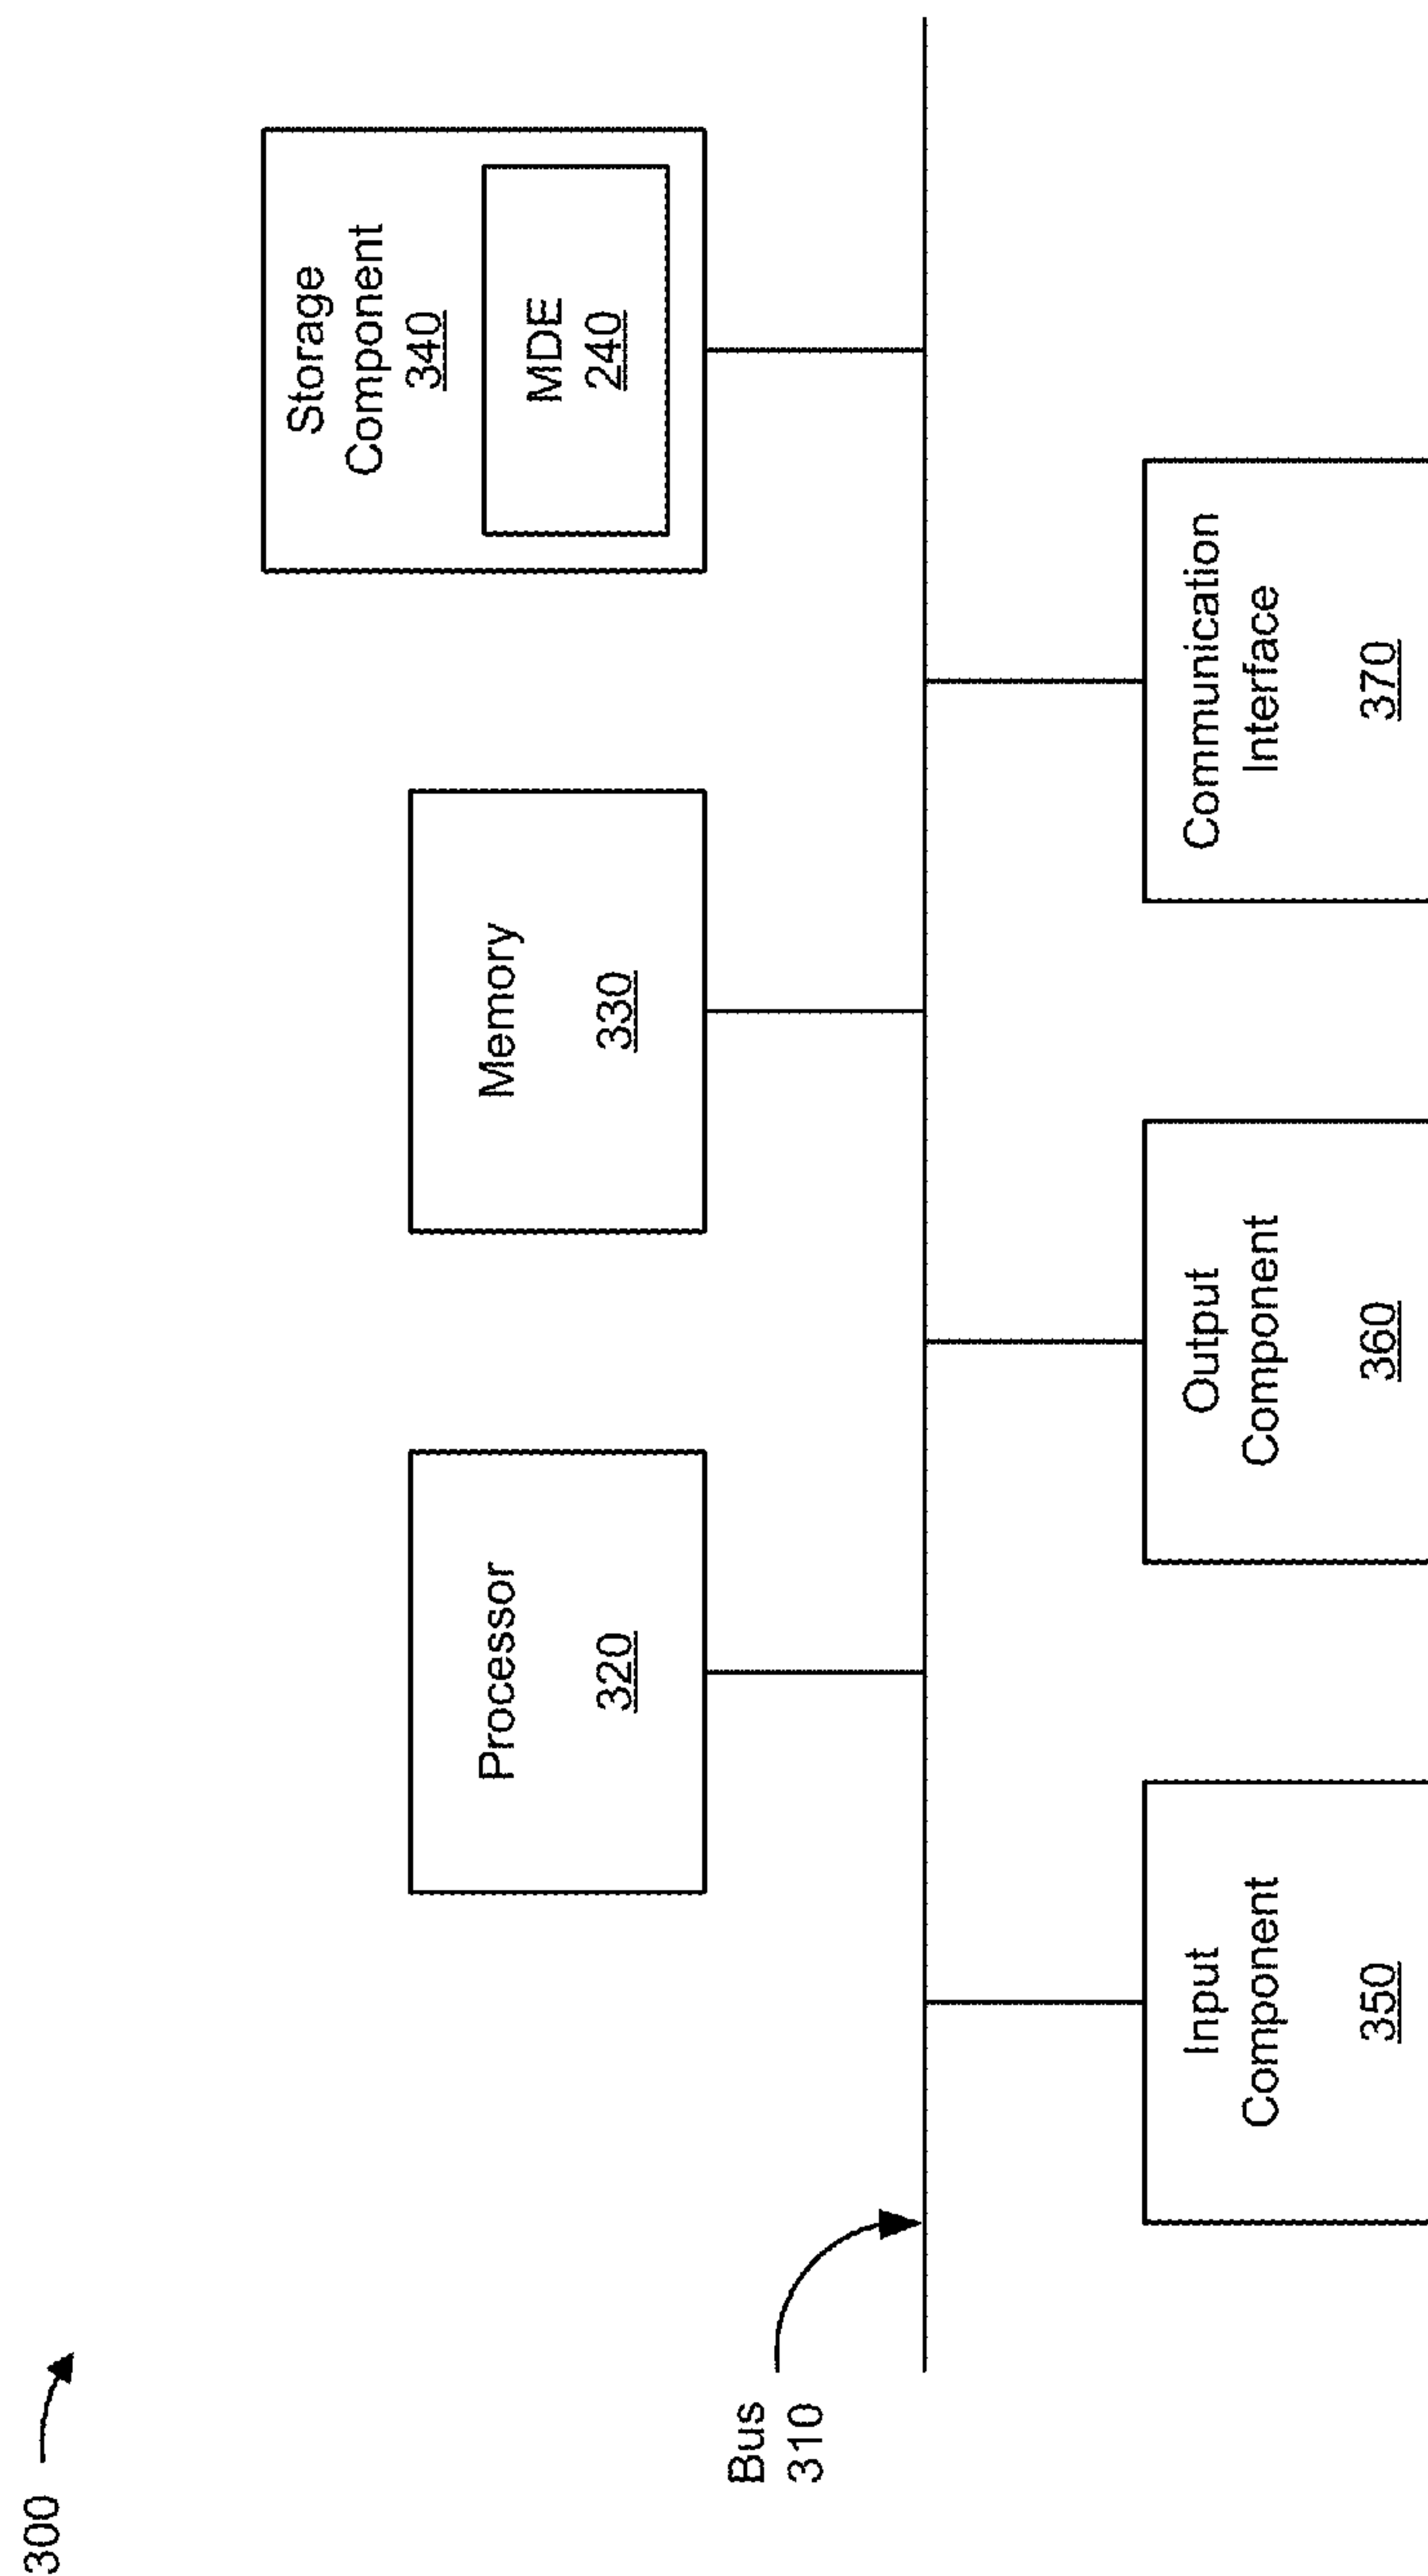 300
Bus
310
Processor
320
Memory
330
Storage
Component
340
MDE
240
Input
Component
350
Output
Component
360
Communication
Interface
370